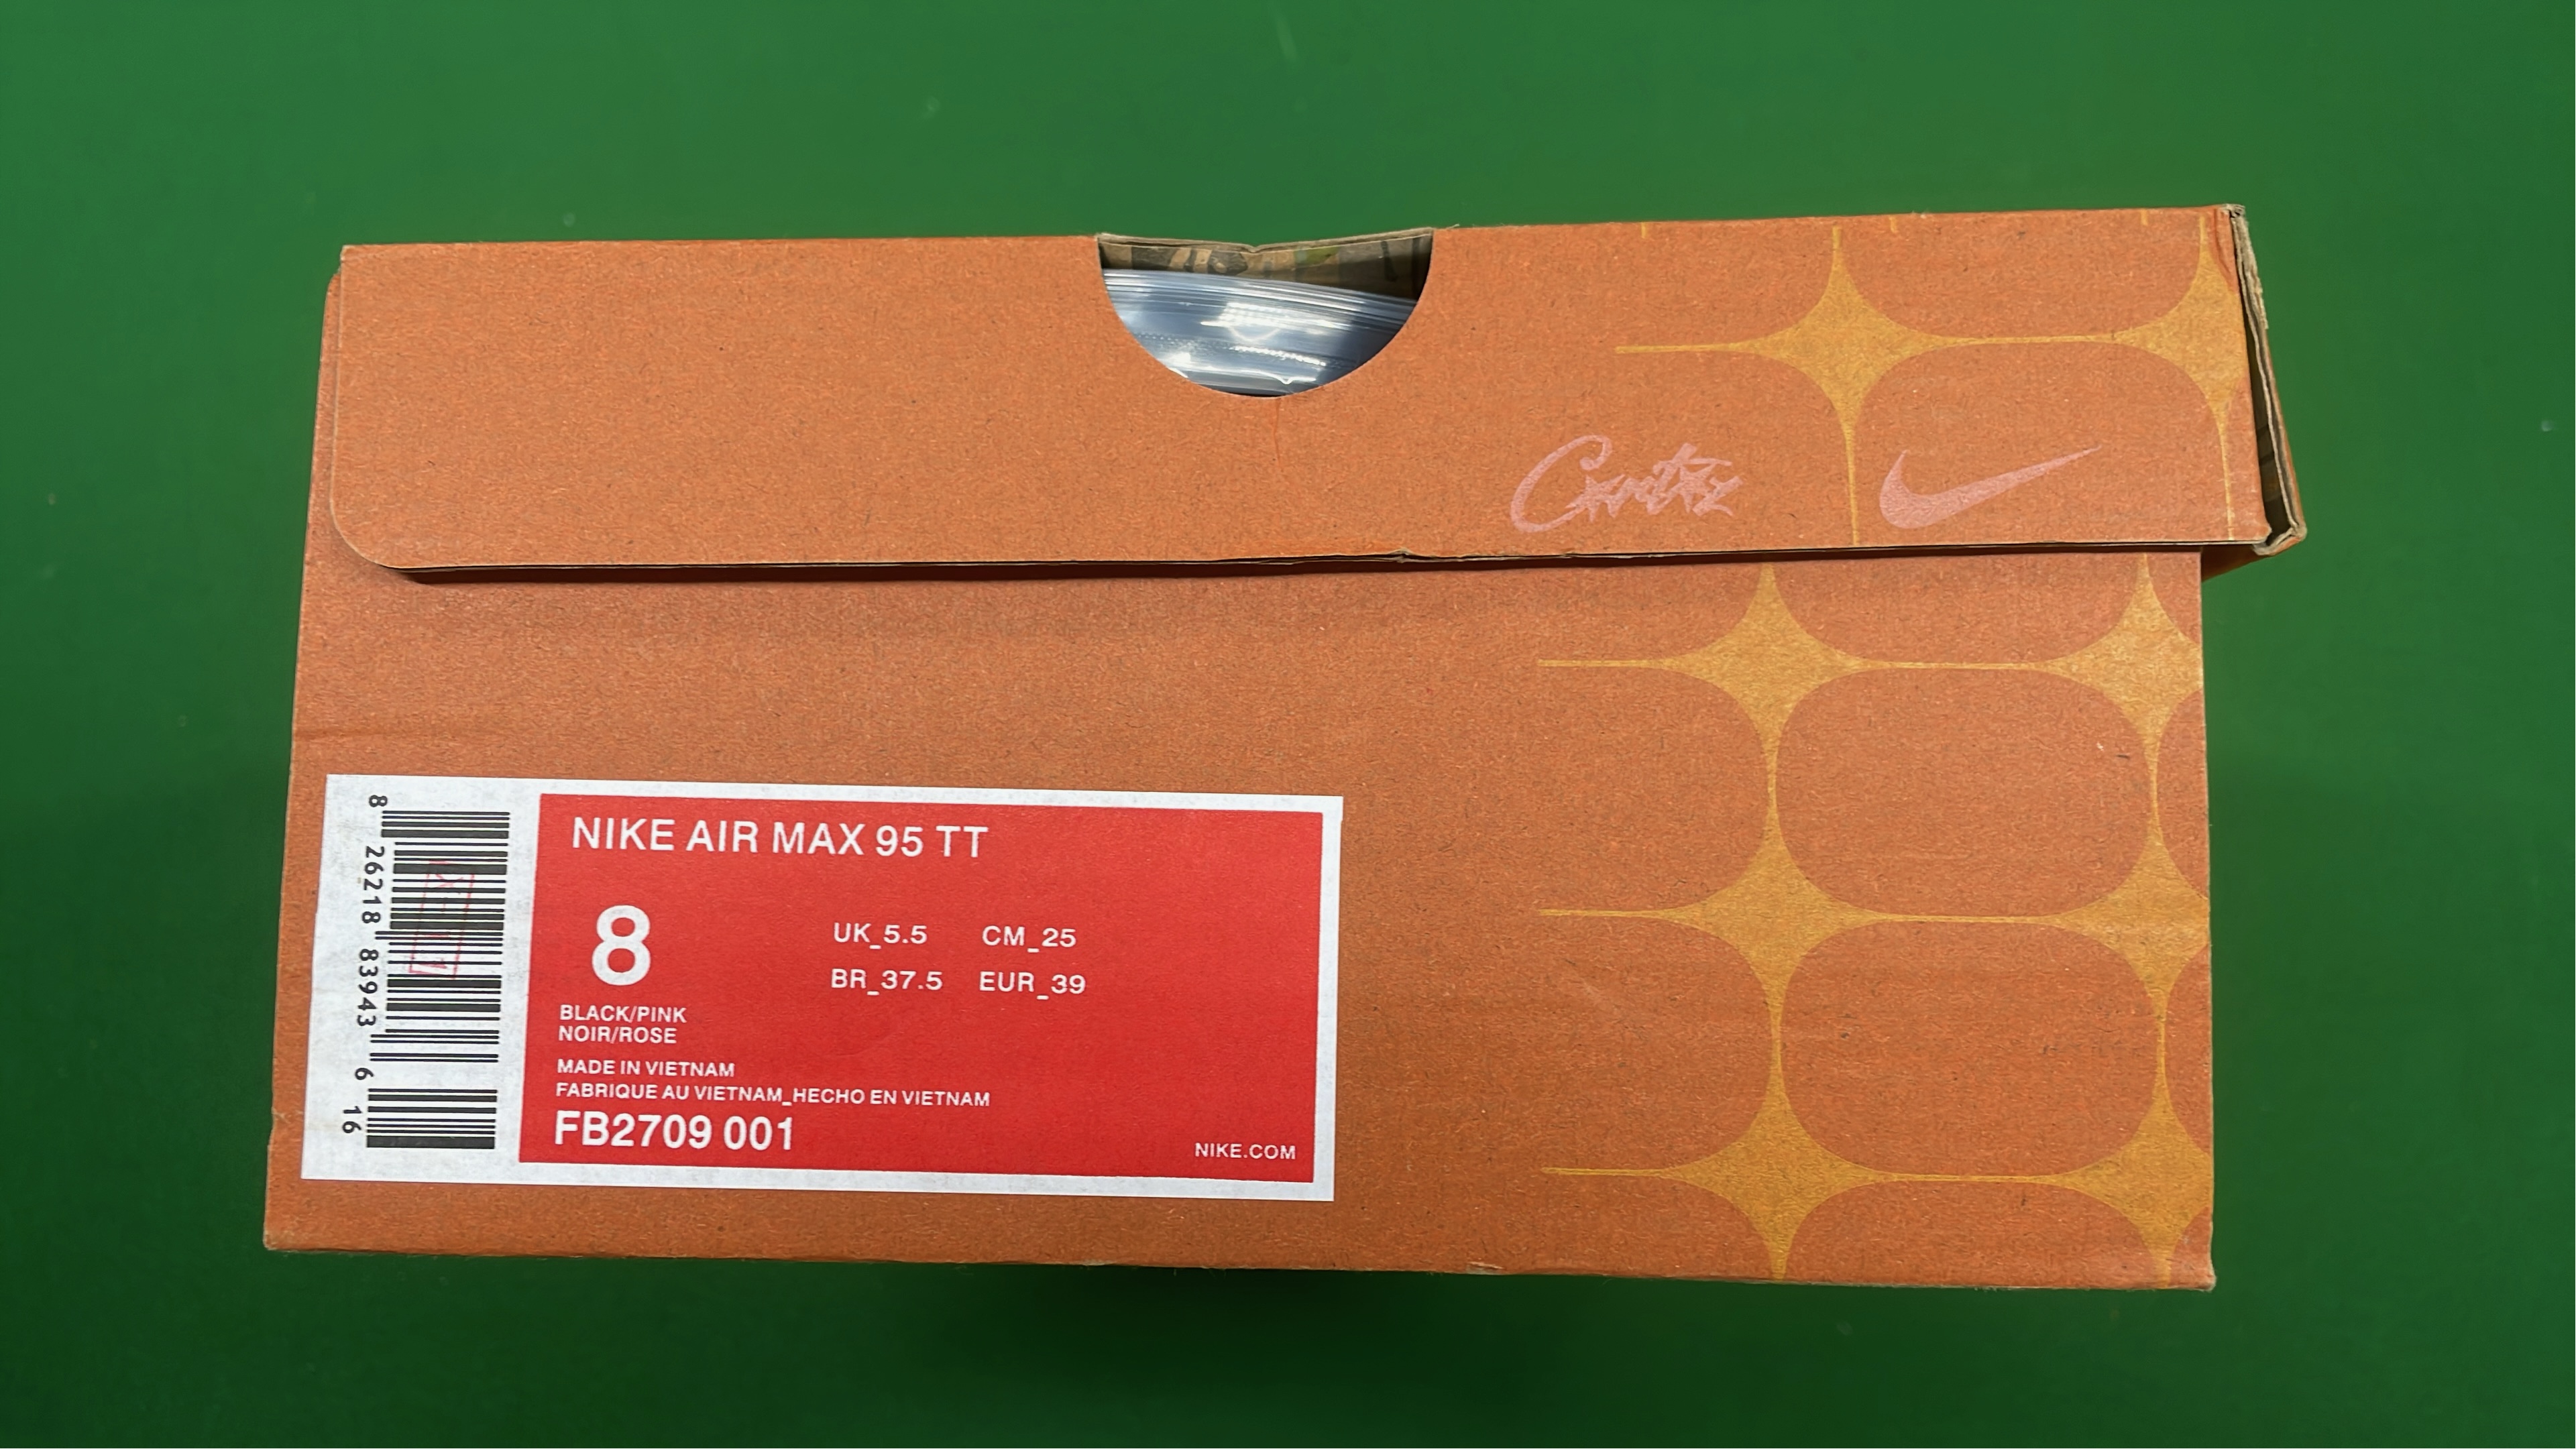 Crntrz
NIKE AIR MAX 95 TT
8
UK_5.5 CM_25
BR_37.5 EUR_39
BLACK/PINK
NOIR/ROSE
MADE IN VIETNAM
FABRIQUE AU VIETNAM_HECHO EN VIETNAM
FB2709 001
NIKE.COM
8 26218 83943 6 16